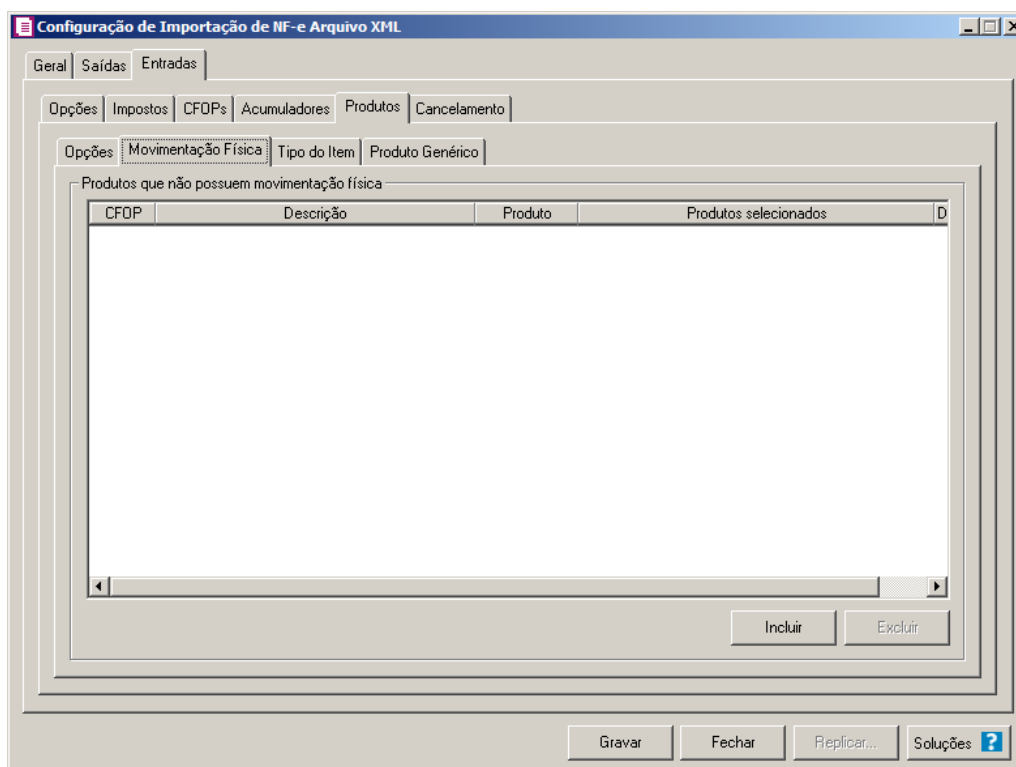 Configuração de Importação de NF-e Arquivo XML
Geral Saídas Entradas
Opções Impostos CFOPs Acumuladores Produtos Cancelamento
Opções Movimentação Física Tipo do Item Produto Genérico
Produtos que não possuem movimentação física
CFOP Descrição Produto Produtos selecionados D
Incluir Excluir
Gravar Fechar Replicar... Soluções ?